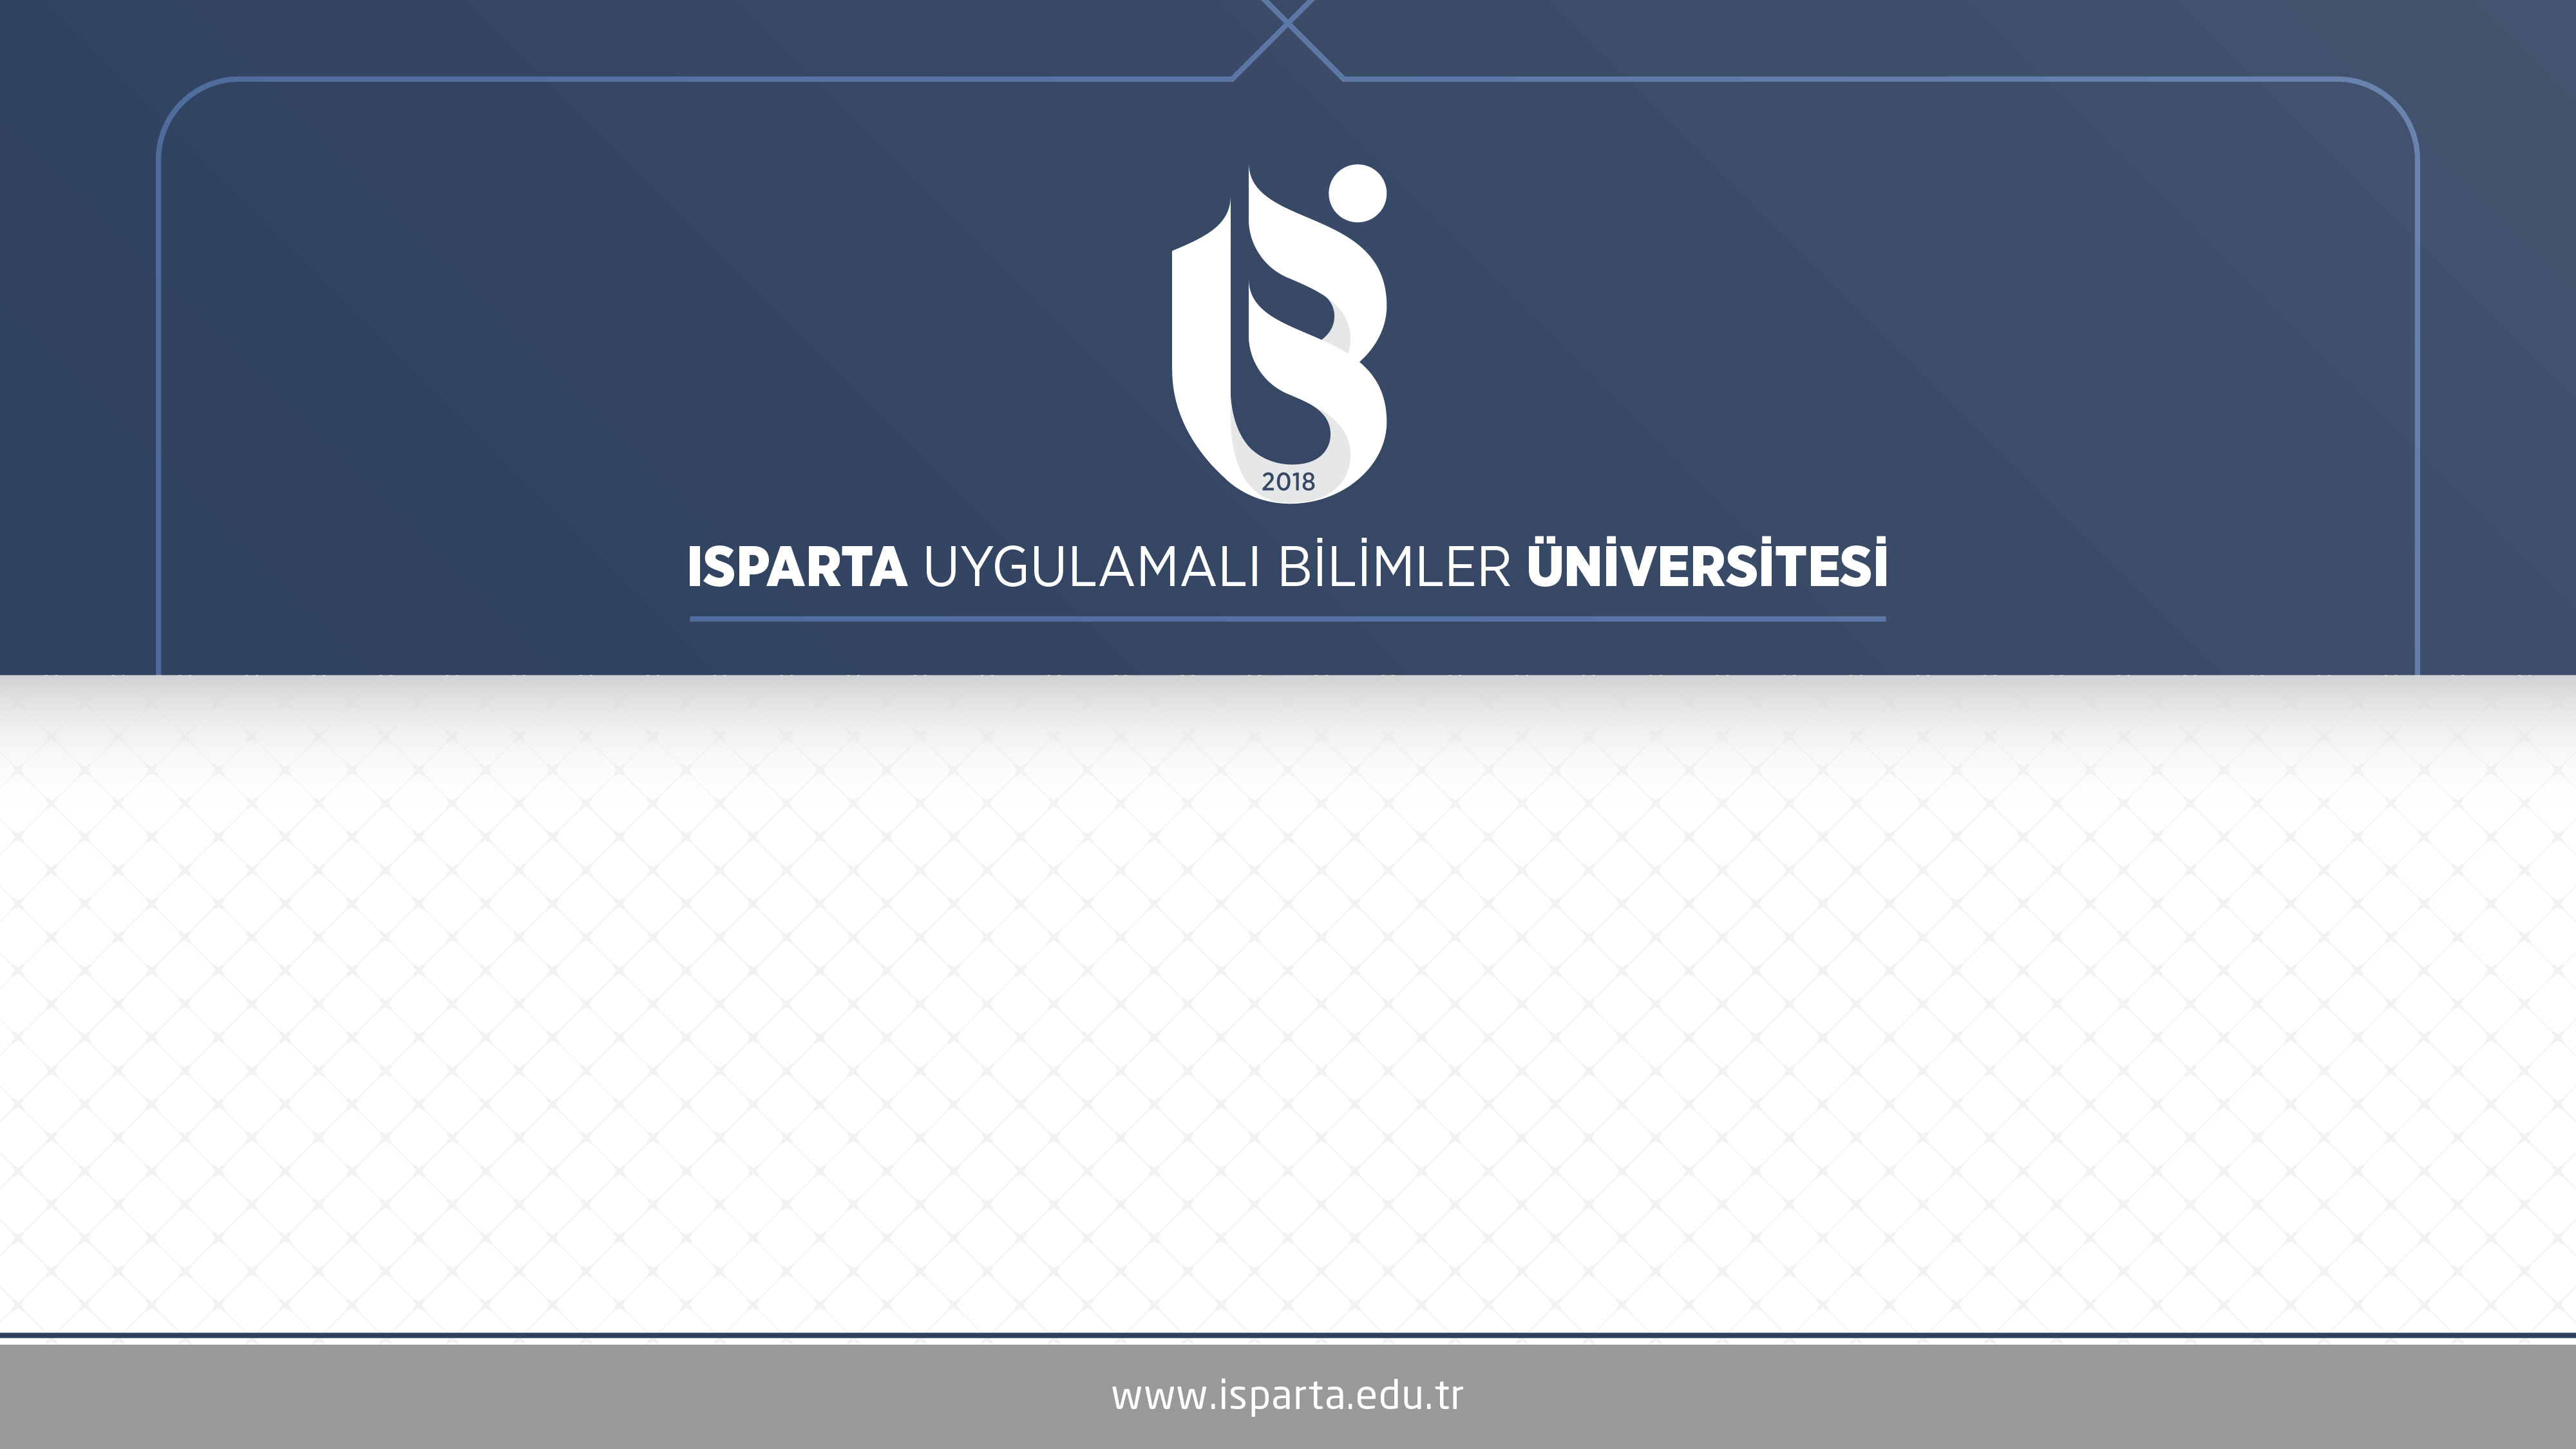 2018
ISPARTA UYGULAMALI BİLİMLER ÜNİVERSİTESİ
www.isparta.edu.tr